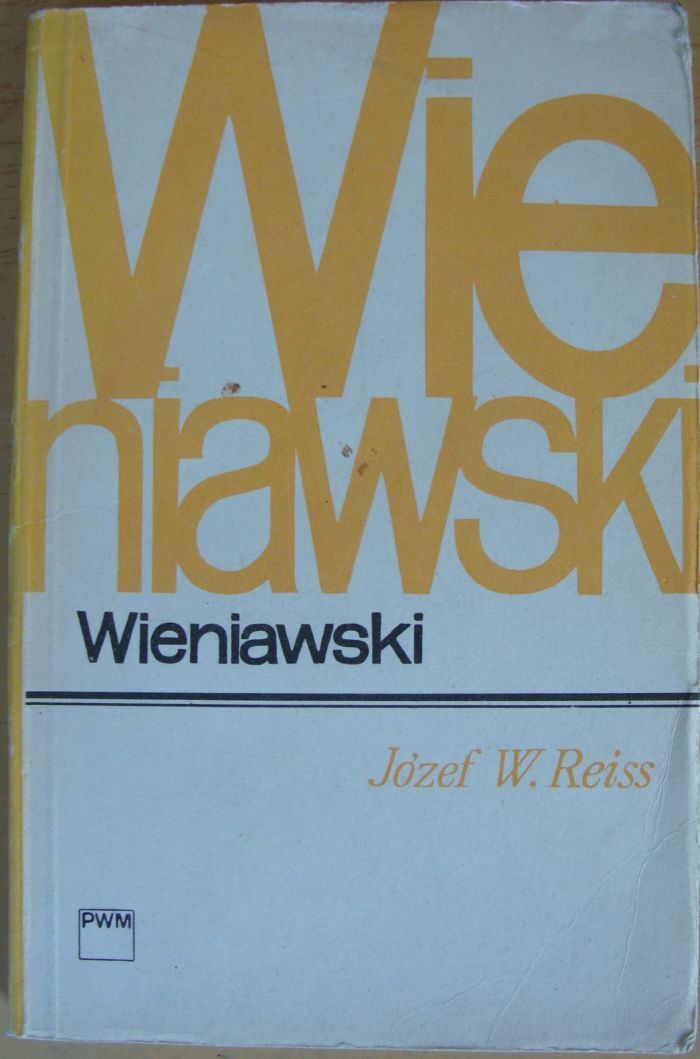 Wie
niawski
Wieniawski
Józef W. Reiss
PWM